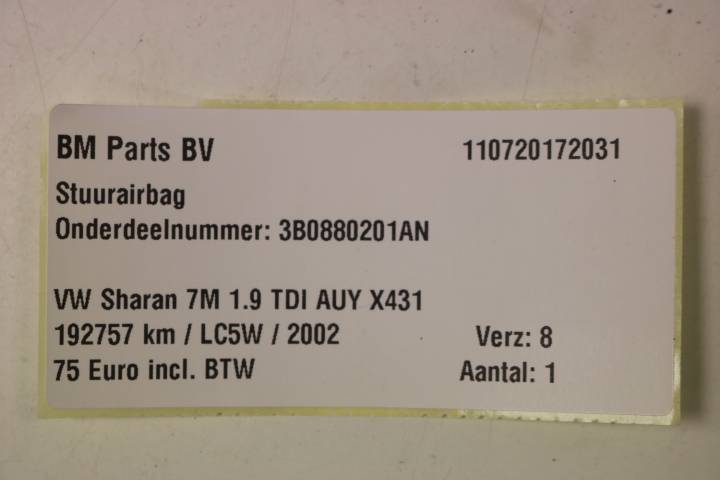 BM Parts BV 110720172031
Stuurairbag
Onderdeelnummer: 3B0880201AN
VW Sharan 7M 1.9 TDI AUY X431
192757 km / LC5W / 2002 Verz: 8
75 Euro incl. BTW Aantal: 1